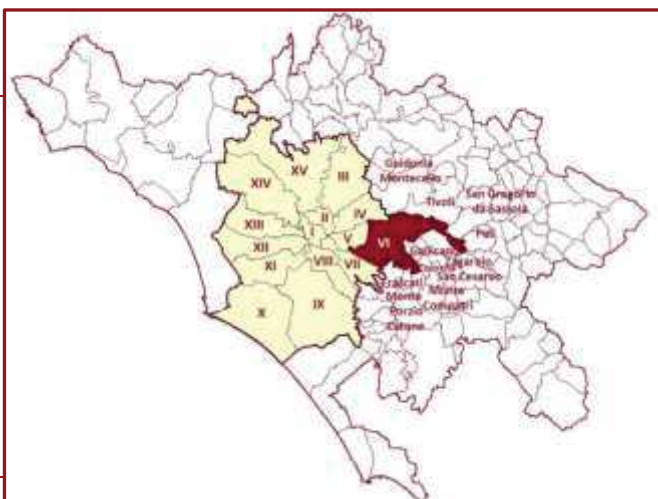 XV
III
XIV
Guidonia
Montecelio
San Gregorio
da Sassola
Tivoli
II
IV
XIII
I
V
VI
Poli
XII
Gallicano
VIII
VII
Colonna
Zagarolo
San Cesareo
XI
Frascati
Monte
Compatri
Monte
Porzio
Catone
X
IX